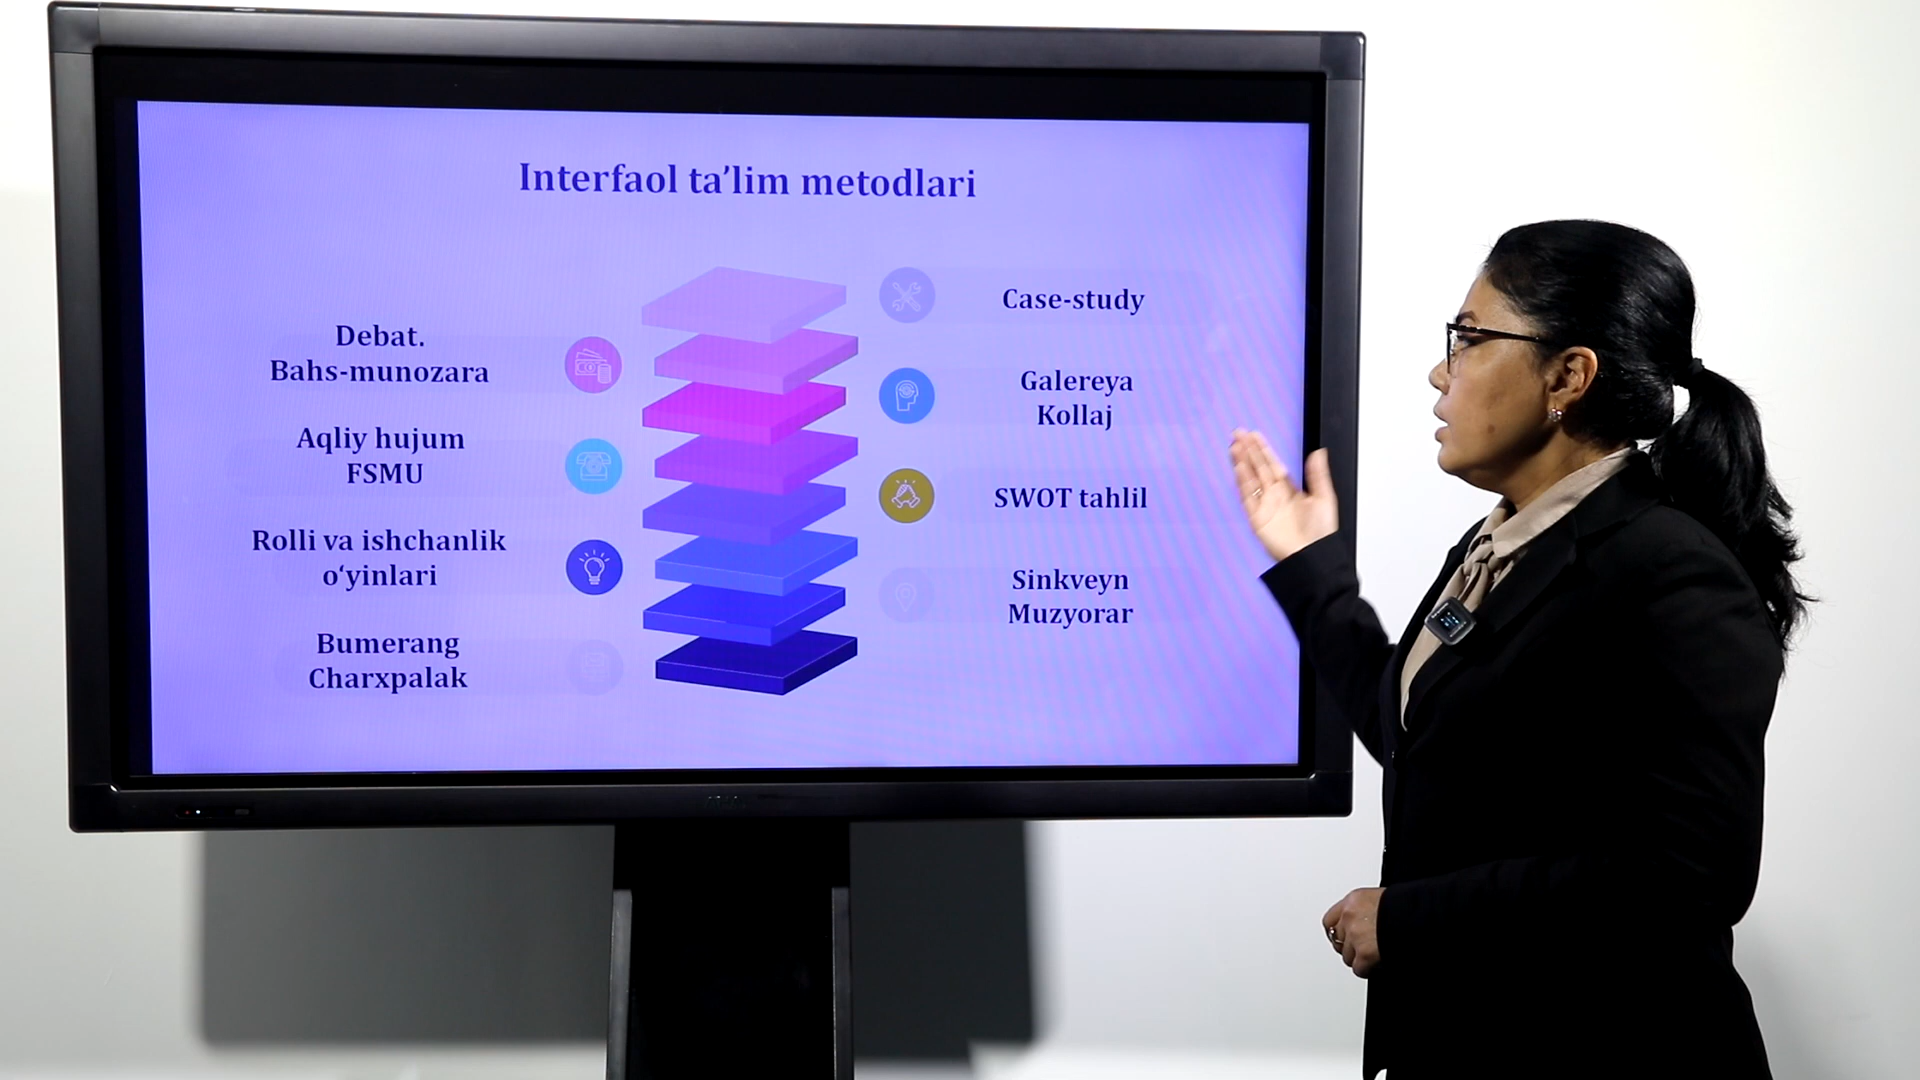 Interfaol ta’lim metodlari
Debat.
Bahs-munozara
Aqliy hujum
FSMU
Rolli va ishchanlik
o‘yinlari
Bumerang
Charxpalak
Case-study
Galereya
Kollaj
SWOT tahlil
Sinkveyn
Muzyorar